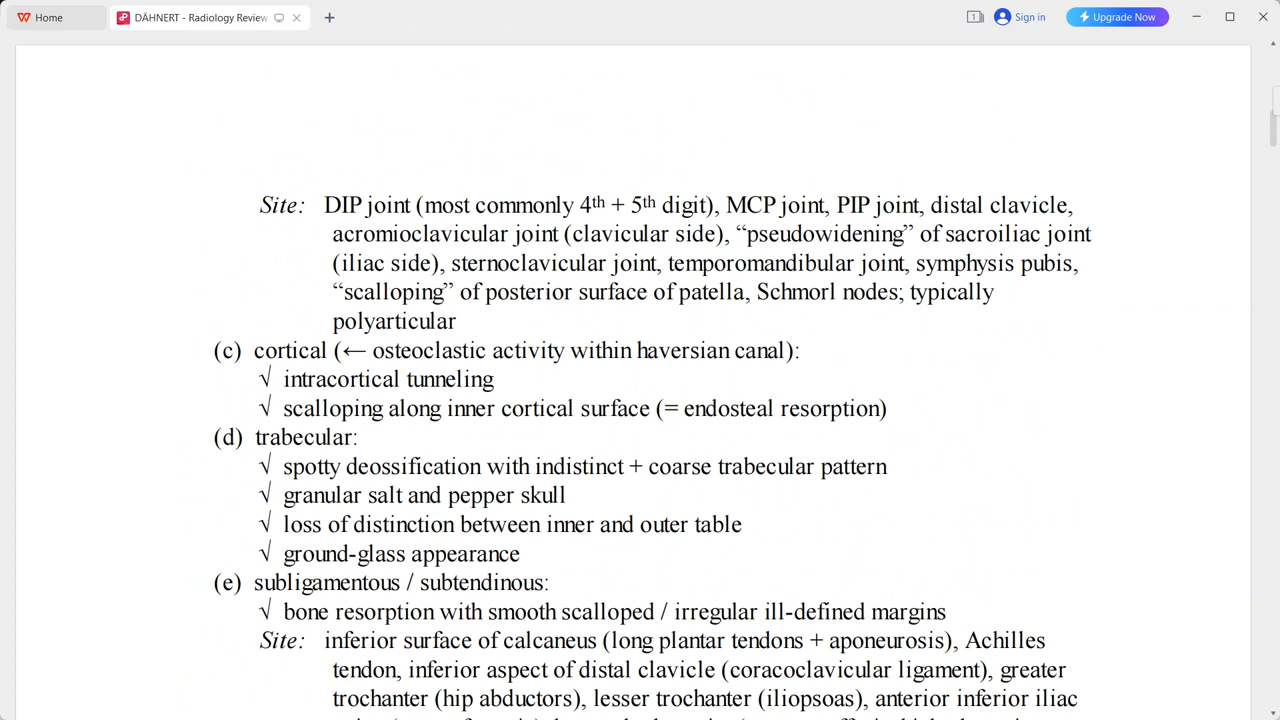 Home
DÄHNERT - Radiology Review
1
Sign in
Upgrade Now
Site: DIP joint (most commonly 4th + 5th digit), MCP joint, PIP joint, distal clavicle,
acromioclavicular joint (clavicular side), “pseudowidening” of sacroiliac joint
(iliac side), sternoclavicular joint, temporomandibular joint, symphysis pubis,
“scalloping” of posterior surface of patella, Schmorl nodes; typically
polyarticular
(c) cortical (← osteoclastic activity within haversian canal):
√ intracortical tunneling
√ scalloping along inner cortical surface (= endosteal resorption)
(d) trabecular:
√ spotty deossification with indistinct + coarse trabecular pattern
√ granular salt and pepper skull
√ loss of distinction between inner and outer table
√ ground-glass appearance
(e) subligamentous / subtendinous:
√ bone resorption with smooth scalloped / irregular ill-defined margins
Site: inferior surface of calcaneus (long plantar tendons + aponeurosis), Achilles
tendon, inferior aspect of distal clavicle (coracoclavicular ligament), greater
trochanter (hip abductors), lesser trochanter (iliopsoas), anterior inferior iliac